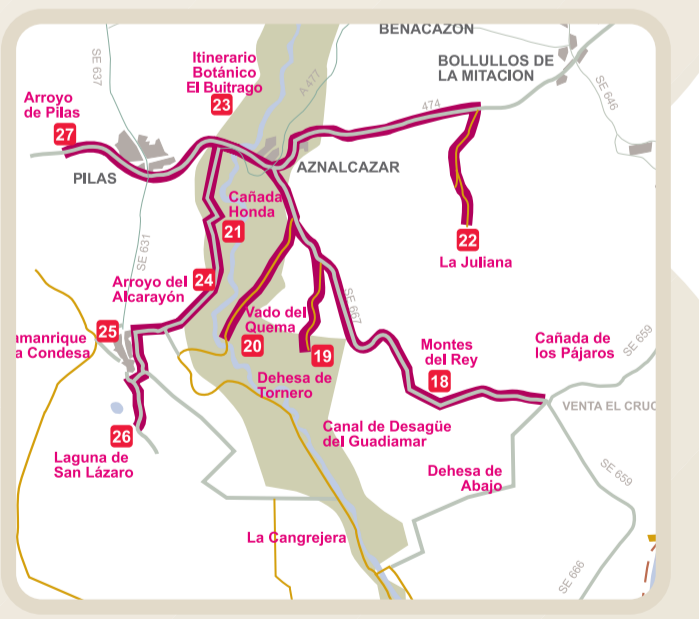 BENACAZON
BOLLULLOS DE
LA MITACION
SE 637
Itinerario
Botánico
El Buitrago
23
A 477
SE 646
Arroyo
de Pilas
27
474
PILAS
AZNALCAZAR
Cañada
Honda
21
22
La Juliana
SE 631
Arroyo del
Alcarayón
24
SE 667
Vado del
Quema
20
19
Dehesa de
Tornero
25
amanrique
a Condesa
Montes
del Rey
18
Cañada de
los Pájaros
SE 659
VENTA EL CRUC
26
Laguna de
San Lázaro
Canal de Desagüe
del Guadiamar
Dehesa de
Abajo
SE 659
La Cangrejera
SE 666